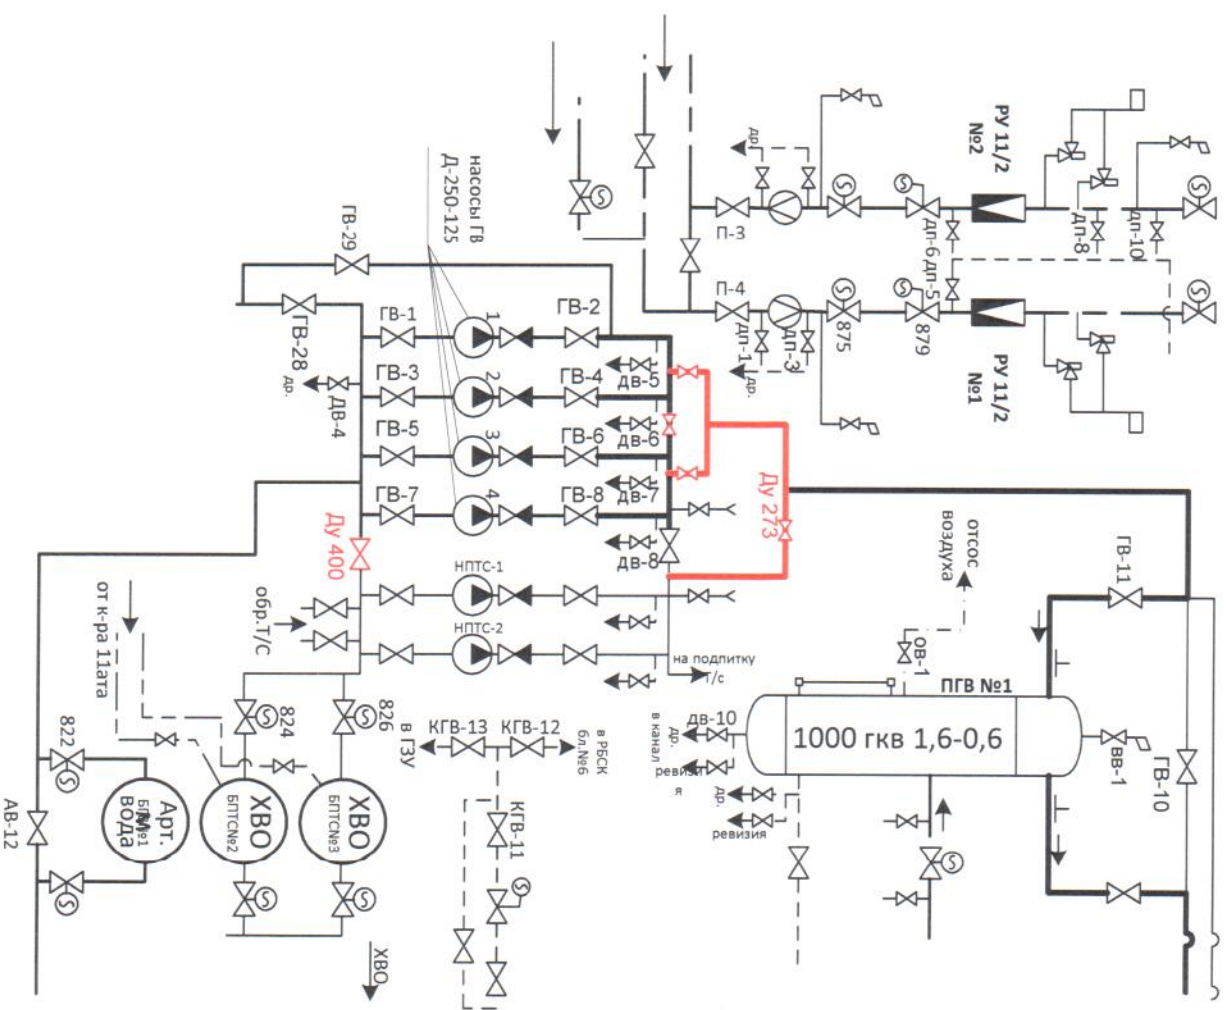 РУ 11/2
№2
др.
П-3
дп-6
дп-5
дп-8
дп-10
насосы ГВ
Д-250-125
ГВ-29
П-4
дп-1
дп-3
др.
875
879
РУ 11/2
№1
ГВ-28
ГВ-1
1
ГВ-2
дв-5
ГВ-3
2
ГВ-4
дв-6
др.
ДВ-4
ГВ-5
3
ГВ-6
дв-7
ГВ-7
4
ГВ-8
дв-8
Ду 273
Ду 400
НПТС-1
НПТС-2
обр.Т/С
от к-ра 11ата
на подпитку
Т/с
отсос
воздуха
ГВ-11
ов-1
ПГВ №1
1000 гкв 1,6-0,6
вв-1
ГВ-10
дв-10
др.
в канал
ревизи
я
др.
ревизия
824
826
822
КГВ-13
КГВ-12
в ГЗУ
в РБСК
бл.№6
КГВ-11
АВ-12
Арт.
вода
ХВО
БПТС№2
ХВО
БПТС№3
ХВО